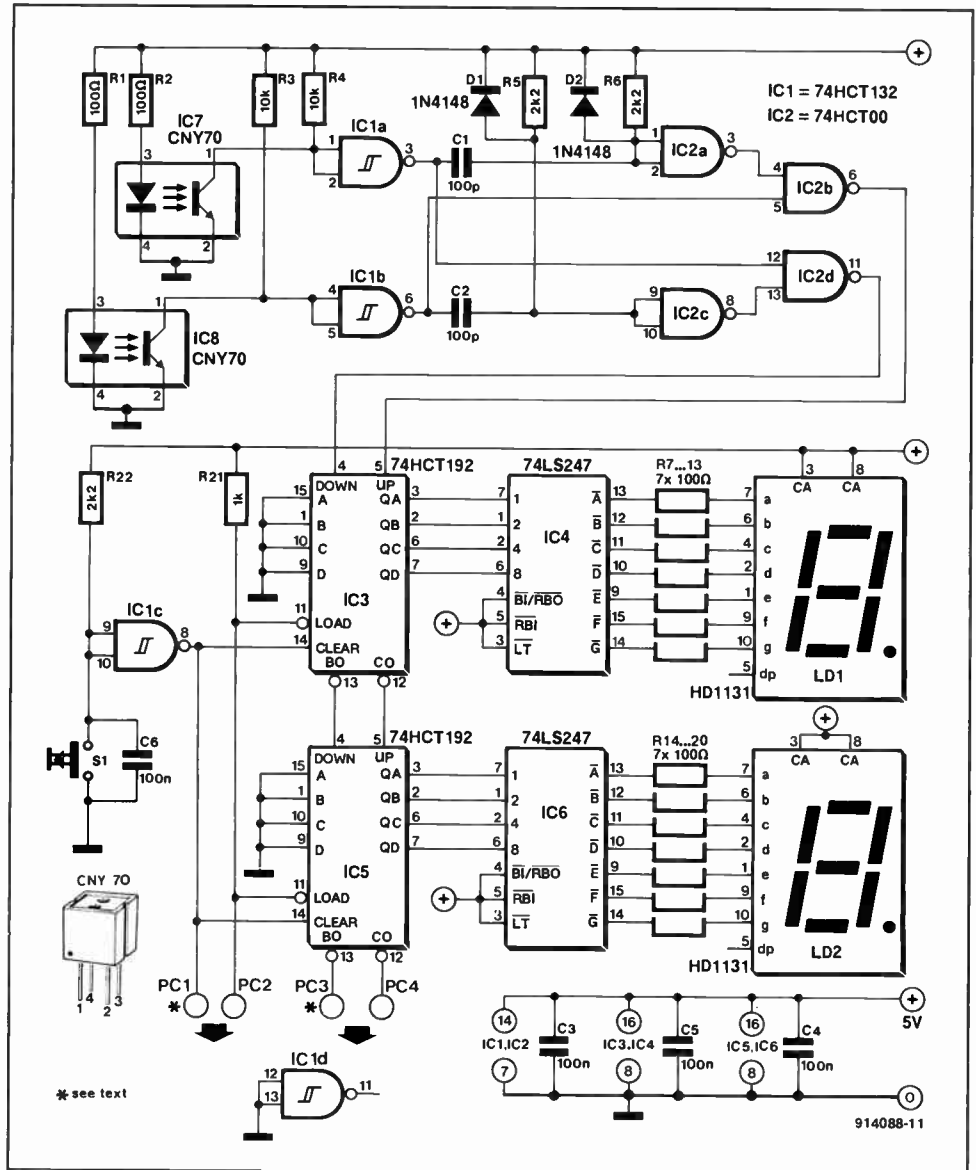 +
R1
100Ω
R2
100Ω
R3
10k
R4
10k
D1
1N4148
R5
2k2
D2
1N4148
R6
2k2
IC1 = 74HCT132
IC2 = 74HCT00
IC7
CNY70
3
1
4
2
IC1a
1
2
3
C1
100p
1
2
IC2a
3
4
5
IC2b
6
IC8
CNY70
3
1
4
2
IC1b
4
5
6
C2
100p
9
10
IC2c
8
12
13
IC2d
11
+
R22
2k2
R21
1k
IC1c
9
10
8
S1
C6
100n
74HCT192
4 5
DOWN UP
15 A QA 3
1 B QB 2
10 C QC 6
9 D QD 7
IC3
11 LOAD
14 CLEAR
BO CO
13 12
74LS247
7 1 A 13
1 2 B 12
2 4 C 11
6 8 D 10
IC4
4 BI/RBO E 9
5 RBI F 15
3 LT G 14
+
R7...13
7x 100Ω
3 8
CA CA
7 a
6 b
4 c
2 d
1 e
9 f
10 g
5 dp
LD1
HD1131
74HCT192
4 5
DOWN UP
15 A QA 3
1 B QB 2
10 C QC 6
9 D QD 7
IC5
11 LOAD
14 CLEAR
BO CO
13 12
74LS247
7 1 A 13
1 2 B 12
2 4 C 11
6 8 D 10
IC6
4 BI/RBO E 9
5 RBI F 15
3 LT G 14
+
R14...20
7x 100Ω
+
3 8
CA CA
7 a
6 b
4 c
2 d
1 e
9 f
10 g
5 dp
LD2
HD1131
CNY 70
1 4 2 3
PC1
*
PC2
PC3
*
PC4
* see text
IC1d
12
13
11
14
IC1,IC2
7
C3
100n
16
IC3,IC4
8
C5
100n
16
IC5,IC6
8
C4
100n
+
5V
0
914088-11